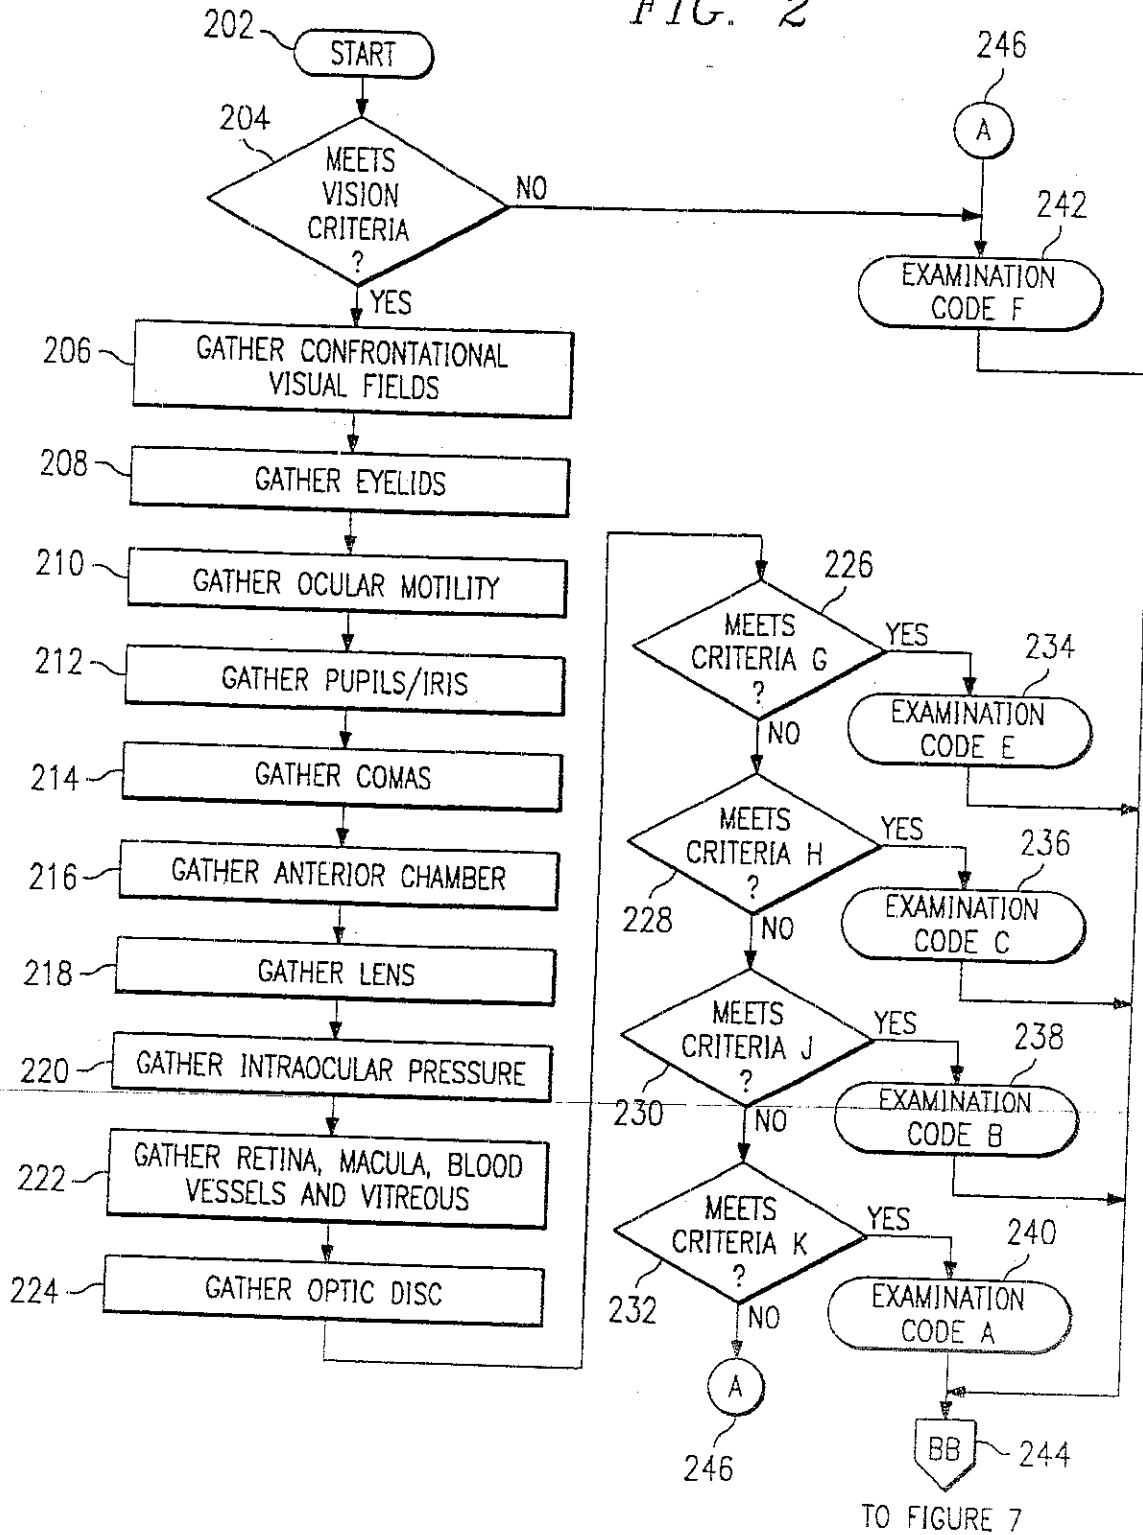 FIG. 2
202
START
204
MEETS
VISION
CRITERIA
?
NO
YES
246
A
242
EXAMINATION
CODE F
206
GATHER CONFRONTATIONAL
VISUAL FIELDS
208
GATHER EYELIDS
210
GATHER OCULAR MOTILITY
212
GATHER PUPILS/IRIS
214
GATHER COMAS
216
GATHER ANTERIOR CHAMBER
218
GATHER LENS
220
GATHER INTRAOCULAR PRESSURE
222
GATHER RETINA, MACULA, BLOOD
VESSELS AND VITREOUS
224
GATHER OPTIC DISC
226
MEETS
CRITERIA G
?
YES
NO
234
EXAMINATION
CODE E
228
MEETS
CRITERIA H
?
YES
NO
236
EXAMINATION
CODE C
230
MEETS
CRITERIA J
?
YES
NO
238
EXAMINATION
CODE B
232
MEETS
CRITERIA K
?
YES
NO
240
EXAMINATION
CODE A
A
246
BB
244
TO FIGURE 7